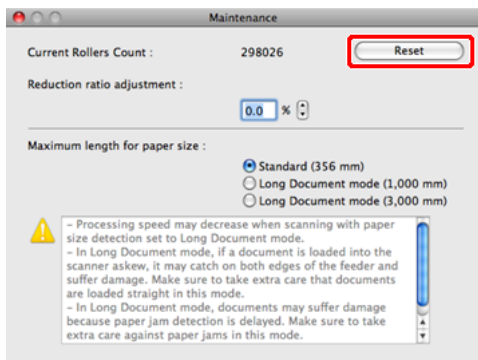 Maintenance
Current Rollers Count : 298026 Reset
Reduction ratio adjustment :
0.0 %
Maximum length for paper size :
Standard (356 mm)
Long Document mode (1,000 mm)
Long Document mode (3,000 mm)
– Processing speed may decrease when scanning with paper
size detection set to Long Document mode.
– In Long Document mode, if a document is loaded into the
scanner askew, it may catch on both edges of the feeder and
suffer damage. Make sure to take extra care that documents
are loaded straight in this mode.
– In Long Document mode, documents may suffer damage
because paper jam detection is delayed. Make sure to take
extra care against paper jams in this mode.